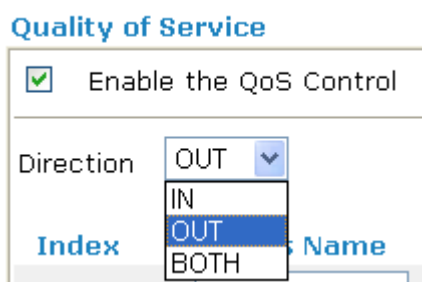 Quality of Service
Enable the QoS Control
Direction OUT
IN
OUT
BOTH
Index Name